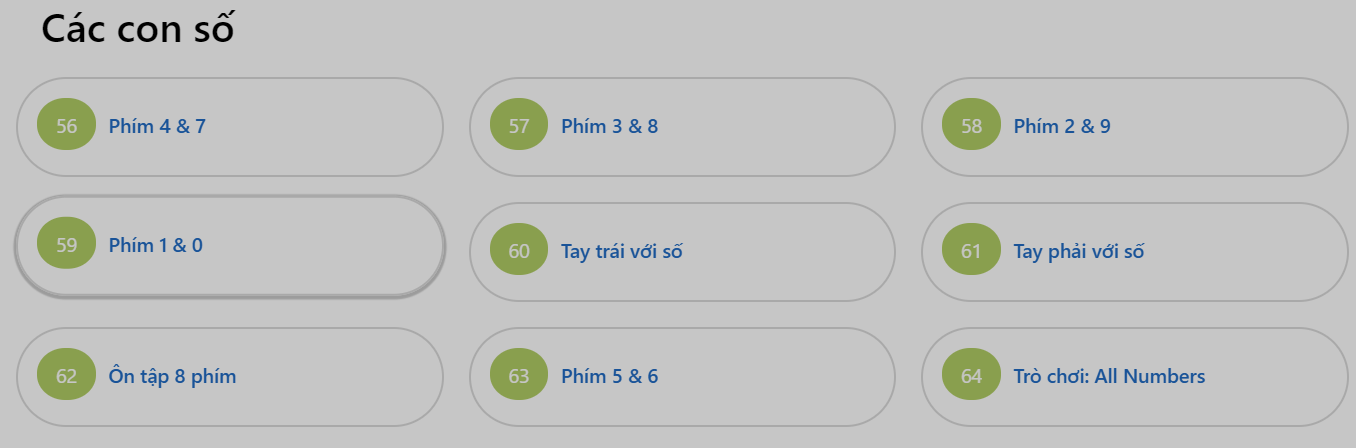 Các con số
56 Phím 4 & 7
57 Phím 3 & 8
58 Phím 2 & 9
59 Phím 1 & 0
60 Tay trái với số
61 Tay phải với số
62 Ôn tập 8 phím
63 Phím 5 & 6
64 Trò chơi: All Numbers